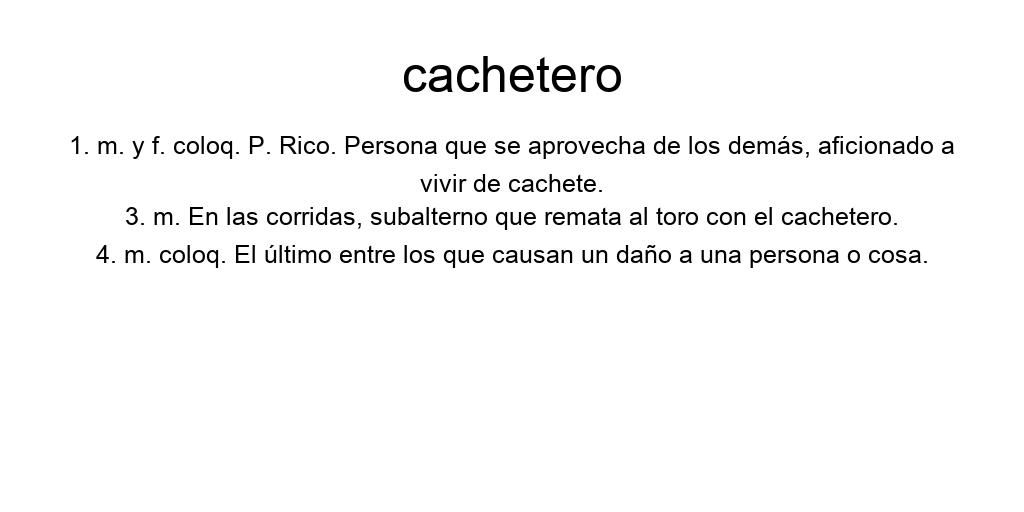 cachetero
1. m. y f. coloq. P. Rico. Persona que se aprovecha de los demás, aficionado a
vivir de cachete.
3. m. En las corridas, subalterno que remata al toro con el cachetero.
4. m. coloq. El último entre los que causan un daño a una persona o cosa.